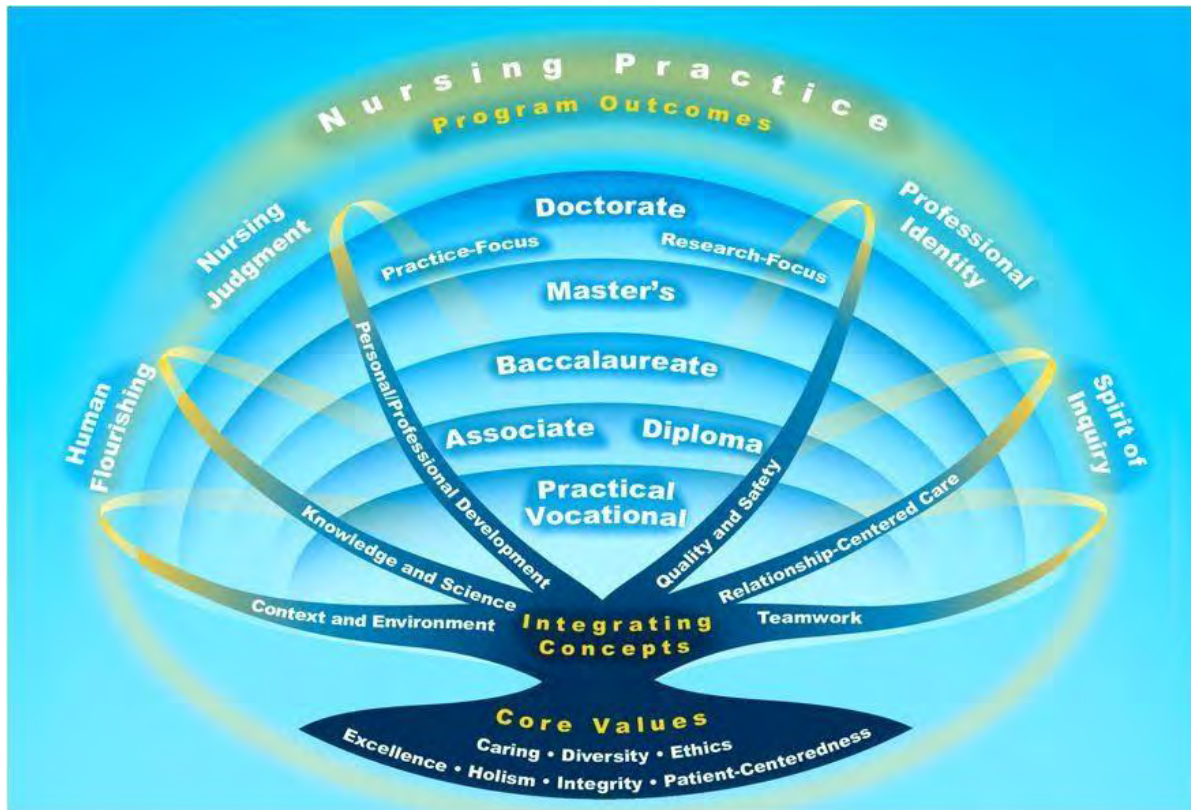 Nursing Practice
Program Outcomes
Nursing
Judgment
Professional
Identity
Human
Flourishing
Spirit of
Inquiry
Doctorate
Practice-Focus
Research-Focus
Master's
Baccalaureate
Associate
Diploma
Practical
Vocational
Personal/Professional Development
Knowledge and Science
Context and Environment
Quality and Safety
Relationship-Centered Care
Teamwork
Integrating
Concepts
Core Values
Caring • Diversity • Ethics
Excellence • Holism • Integrity • Patient-Centeredness